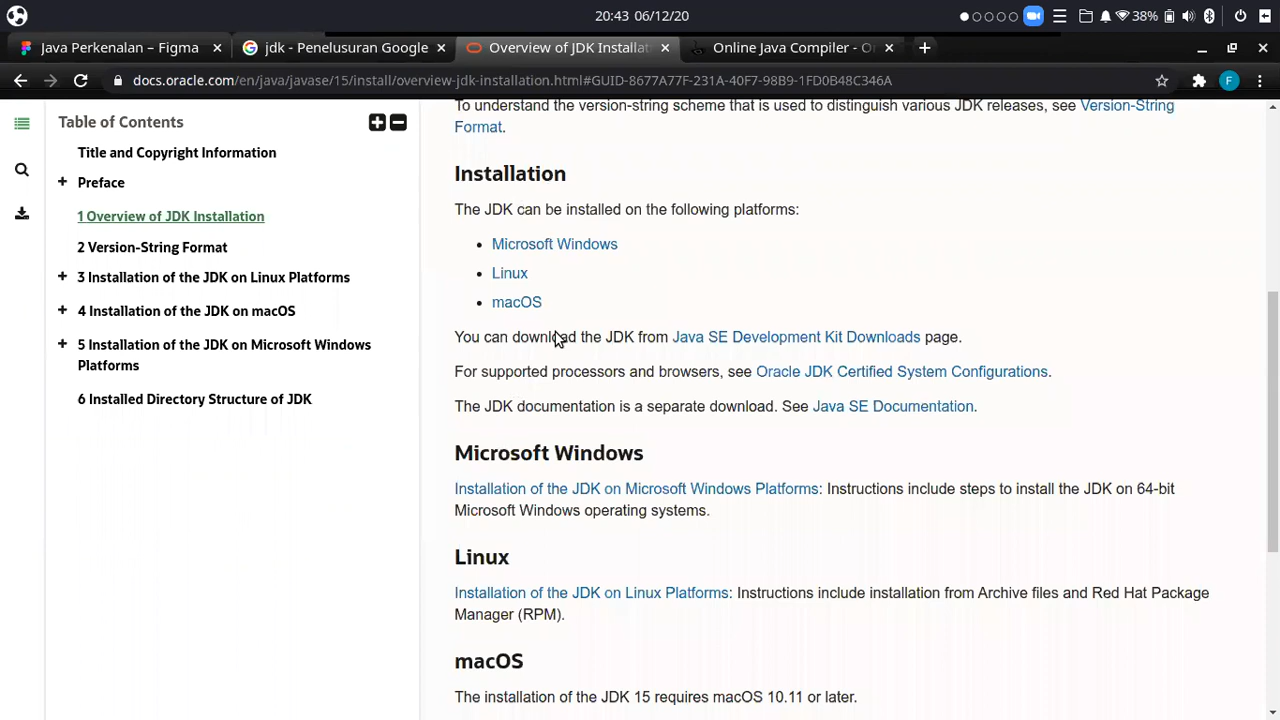 20:43 06/12/20
38%
Java Perkenalan – Figma
jdk - Penelusuran Google
Overview of JDK Installat
Online Java Compiler - O
docs.oracle.com/en/java/javase/15/install/overview-jdk-installation.html#GUID-8677A77F-231A-40F7-98B9-1FD0B48C346A
F
Table of Contents
Title and Copyright Information
Preface
1 Overview of JDK Installation
2 Version-String Format
3 Installation of the JDK on Linux Platforms
4 Installation of the JDK on macOS
5 Installation of the JDK on Microsoft Windows
Platforms
6 Installed Directory Structure of JDK
To understand the version-string scheme that is used to distinguish various JDK releases, see Version-String
Format.
Installation
The JDK can be installed on the following platforms:
• Microsoft Windows
• Linux
• macOS
You can download the JDK from Java SE Development Kit Downloads page.
For supported processors and browsers, see Oracle JDK Certified System Configurations.
The JDK documentation is a separate download. See Java SE Documentation.
Microsoft Windows
Installation of the JDK on Microsoft Windows Platforms: Instructions include steps to install the JDK on 64-bit
Microsoft Windows operating systems.
Linux
Installation of the JDK on Linux Platforms: Instructions include installation from Archive files and Red Hat Package
Manager (RPM).
macOS
The installation of the JDK 15 requires macOS 10.11 or later.